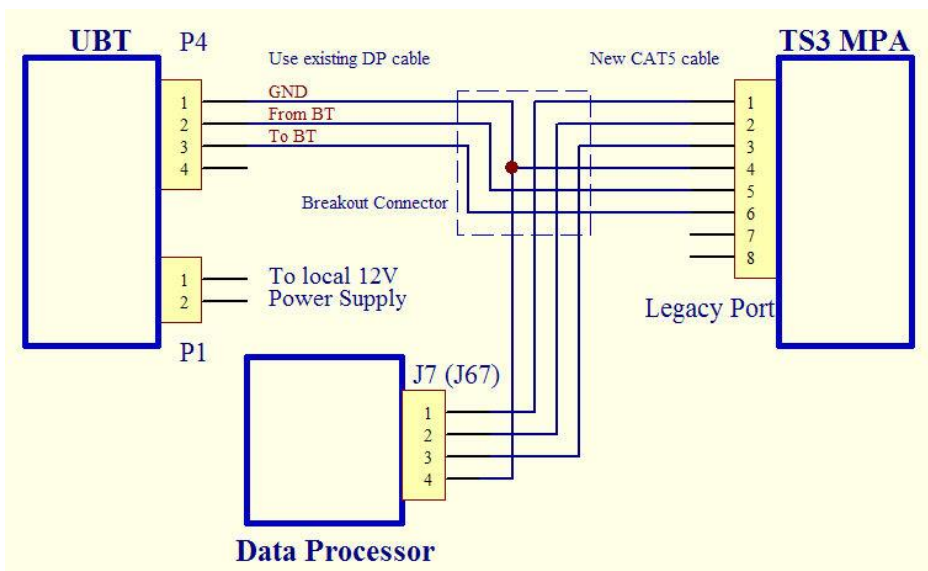 UBT
P4
TS3 MPA
Use existing DP cable
New CAT5 cable
1
GND
2
From BT
3
To BT
4
Breakout Connector
1
2
3
4
5
6
7
8
1
To local 12V
2
Power Supply
P1
Legacy Port
J7 (J67)
1
2
3
4
Data Processor